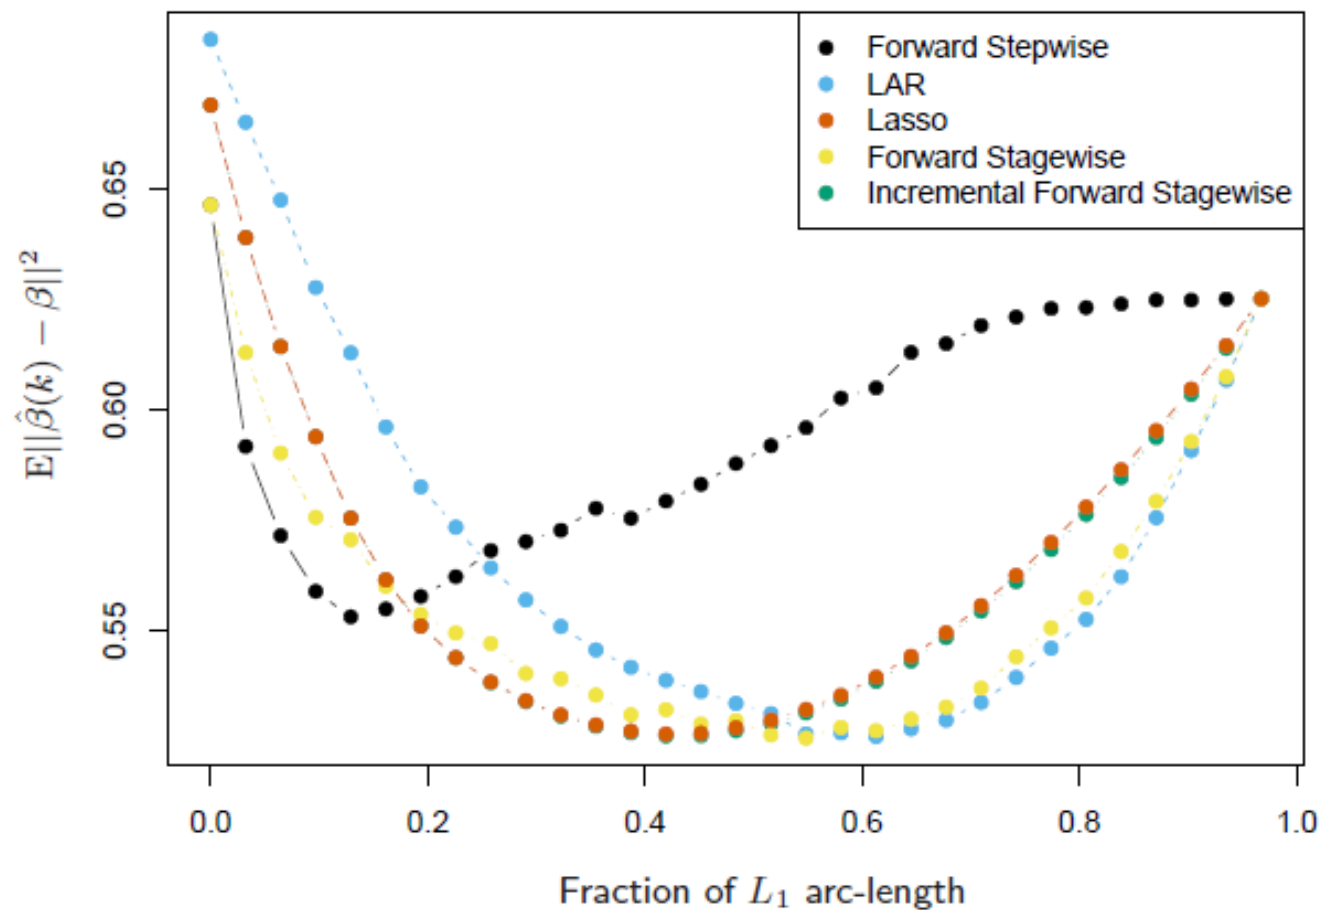 Forward Stepwise
LAR
Lasso
Forward Stagewise
Incremental Forward Stagewise
E||β̂(k) − β||²
0.65
0.60
0.55
0.0 0.2 0.4 0.6 0.8 1.0
Fraction of L₁ arc-length